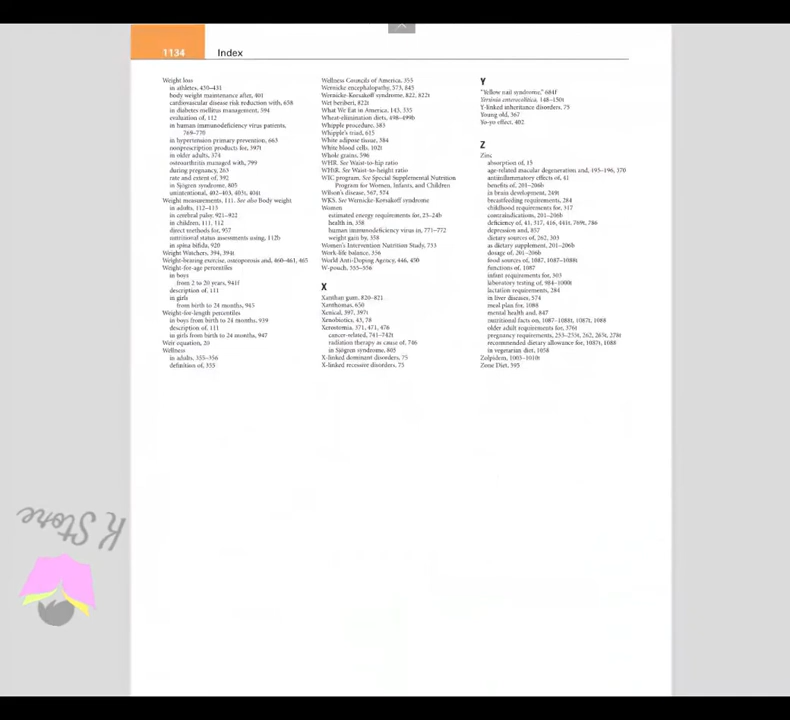 1134
Index
Weight loss
in athletes, 430–431
body weight maintenance after, 401
cardiovascular disease risk reduction with, 658
in diabetes mellitus management, 594
evaluation of, 112
in human immunodeficiency virus patients,
769–770
in hypertension primary prevention, 663
nonprescription products for, 397t
in older adults, 374
osteoarthritis managed with, 799
during pregnancy, 263
rate and extent of, 392
in Sjögren syndrome, 805
unintentional, 402–403, 403t, 404t
Weight measurements, 111. See also Body weight
in adults, 112–113
in cerebral palsy, 921–922
in children, 111, 112
direct methods for, 957
nutritional status assessments using, 112b
in spina bifida, 920
Weight Watchers, 394, 394t
Weight-bearing exercise, osteoporosis and, 460–461, 465
Weight-for-age percentiles
in boys
from 2 to 20 years, 941f
description of, 111
in girls
from birth to 24 months, 943
Weight-for-length percentiles
in boys from birth to 24 months, 939
description of, 111
in girls from birth to 24 months, 947
Weir equation, 20
Wellness
in adults, 355–356
definition of, 355
Wellness Councils of America, 355
Wernicke encephalopathy, 573, 845
Wernicke-Korsakoff syndrome, 822, 822t
Wet beriberi, 822t
What We Eat in America, 143, 535
Wheat-elimination diets, 498–499b
Whipple procedure, 583
Whipple's triad, 615
White adipose tissue, 384
White blood cells, 102t
Whole grains, 596
WHR. See Waist-to-hip ratio
WHtR. See Waist-to-height ratio
WIC program. See Special Supplemental Nutrition
Program for Women, Infants, and Children
Wilson's disease, 567, 574
WKS. See Wernicke-Korsakoff syndrome
Women
estimated energy requirements for, 23–24b
health in, 358
human immunodeficiency virus in, 771–772
weight gain by, 358
Women's Intervention Nutrition Study, 733
Work-life balance, 356
World Anti-Doping Agency, 446, 450
W-pouch, 555–556
X
Xanthan gum, 820–821
Xanthomas, 650
Xenical, 397, 397t
Xenobiotics, 43, 78
Xerostomia, 371, 471, 476
cancer-related, 741–742t
radiation therapy as cause of, 746
in Sjögren syndrome, 805
X-linked dominant disorders, 75
X-linked recessive disorders, 75
Y
"Yellow nail syndrome," 684f
Yersinia enterocolitica, 148–150t
Y-linked inheritance disorders, 75
Young old, 367
Yo-yo effect, 402
Z
Zinc
absorption of, 15
age-related macular degeneration and, 195–196, 370
antiinflammatory effects of, 41
benefits of, 201–206b
in brain development, 249t
breastfeeding requirements, 284
childhood requirements for, 317
contraindications, 201–206b
deficiency of, 41, 317, 416, 441t, 769t, 786
depression and, 857
dietary sources of, 262, 303
as dietary supplement, 201–206b
dosage of, 201–206b
food sources of, 1087, 1087–1088t
functions of, 1087
infant requirements for, 303
laboratory testing of, 984–1000t
lactation requirements, 284
in liver diseases, 574
meal plan for, 1088
mental health and, 847
nutritional facts on, 1087–1088t, 1087t, 1088
older adult requirements for, 376t
pregnancy requirements, 253–255t, 262, 265t, 278t
recommended dietary allowance for, 1087t, 1088
in vegetarian diet, 1058
Zolpidem, 1003–1010t
Zone Diet, 395
K Store